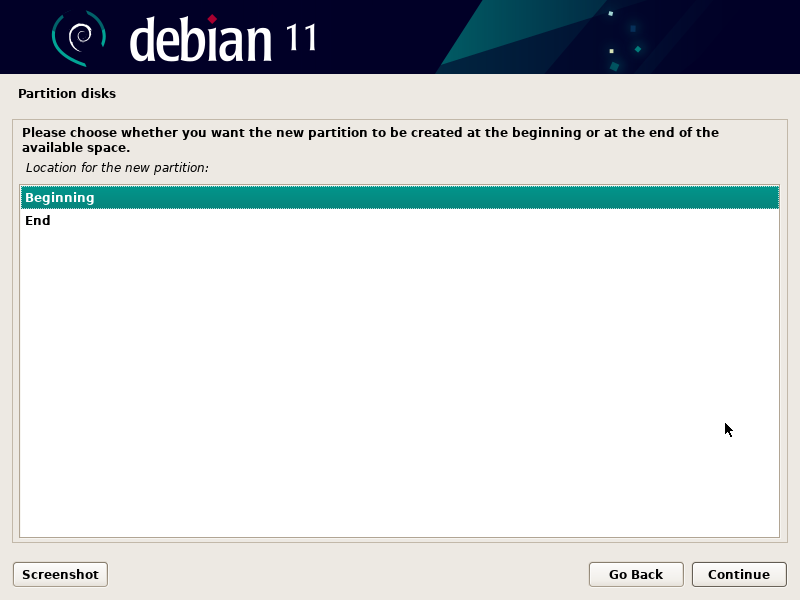 debian 11
Partition disks
Please choose whether you want the new partition to be created at the beginning or at the end of the
available space.
Location for the new partition:
Beginning
End
Screenshot
Go Back
Continue